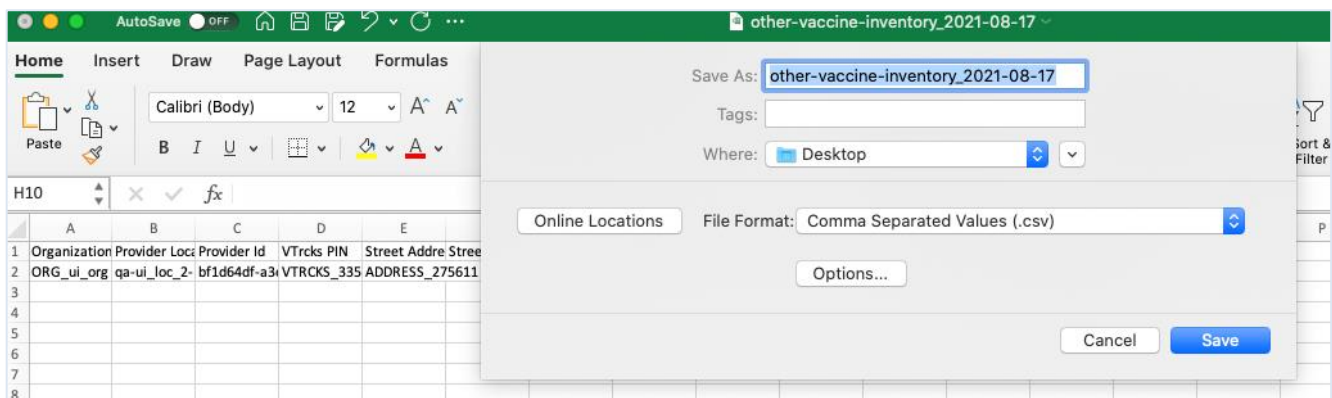 AutoSave OFF
other-vaccine-inventory_2021-08-17
Home Insert Draw Page Layout Formulas
Save As: other-vaccine-inventory_2021-08-17
Tags:
Where: Desktop
Paste
Calibri (Body) 12 A A
B I U A
Sort &
Filter
H10 fx
Online Locations File Format: Comma Separated Values (.csv)
Options...
Cancel Save
A B C D E P
1 Organization Provider Loca Provider Id VTrcks PIN Street Addre Stree
2 ORG_ui_org qa-ui_loc_2- bf1d64df-a3 VTRCKS_335 ADDRESS_275611
3
4
5
6
7
8